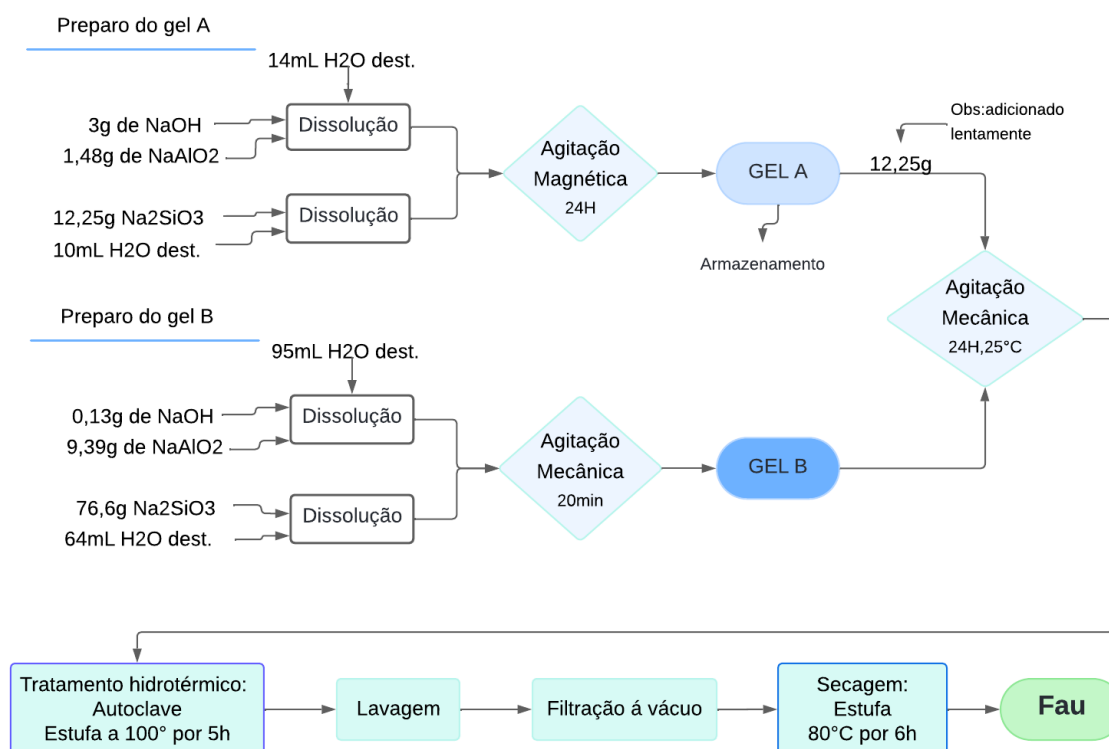 Preparo do gel A
14mL H2O dest.
3g de NaOH
1,48g de NaAlO2
Dissolução
12,25g Na2SiO3
10mL H2O dest.
Dissolução
Agitação
Magnética
24H
GEL A
Armazenamento
12,25g
Obs:adicionado
lentamente
Agitação
Mecânica
24H,25°C
Preparo do gel B
95mL H2O dest.
0,13g de NaOH
9,39g de NaAlO2
Dissolução
76,6g Na2SiO3
64mL H2O dest.
Dissolução
Agitação
Mecânica
20min
GEL B
Tratamento hidrotérmico:
Autoclave
Estufa a 100° por 5h
Lavagem
Filtração á vácuo
Secagem:
Estufa
80°C por 6h
Fau